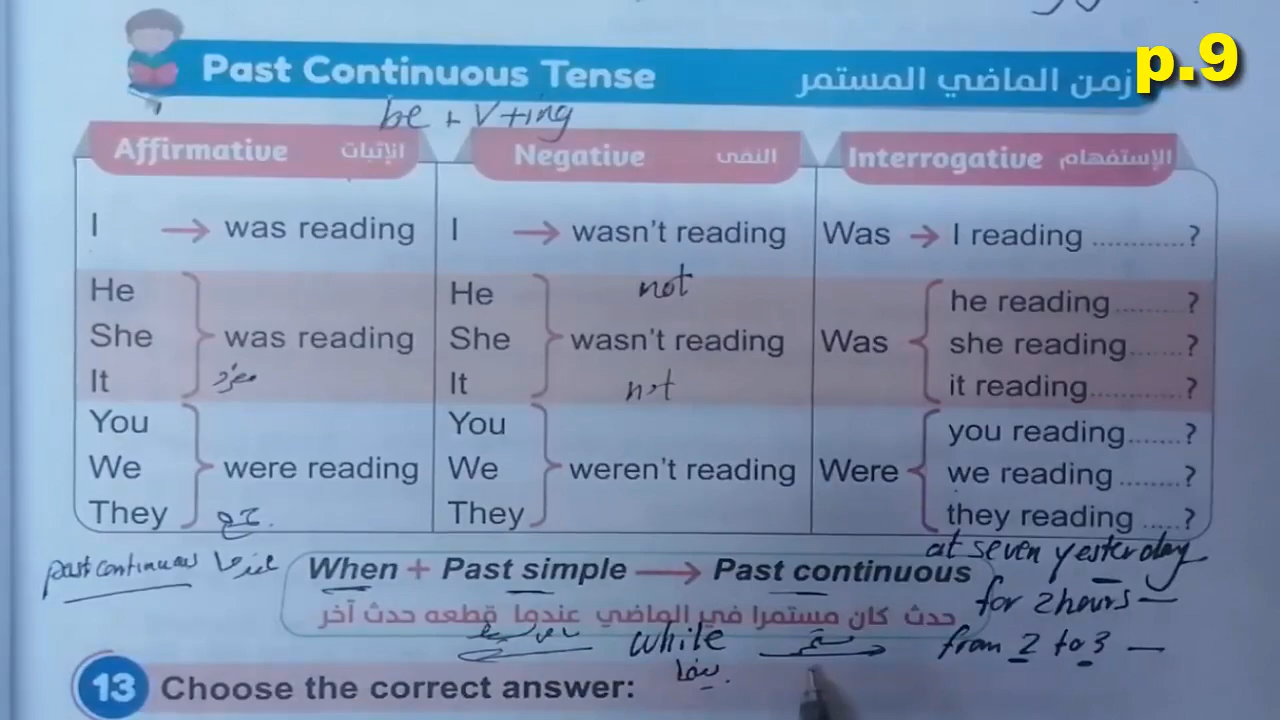 p.9
Past Continuous Tense زمن الماضي المستمر
be + V+ing
Affirmative الإثبات Negative النفى Interrogative الإستفهام
I → was reading I → wasn't reading Was → I reading ............?
He He not he reading ........?
She was reading She wasn't reading Was she reading .......?
It مفرد It not it reading ............?
You You you reading .......?
We were reading We weren't reading Were we reading ........?
They جمع They they reading .....?
at seven yesterday
past continuous عندما When + Past simple → Past continuous
for 2 hours —
حدث كان مستمرا في الماضي عندما قطعه حدث آخر
while مستمر from 2 to 3 —
بينما
13 Choose the correct answer: